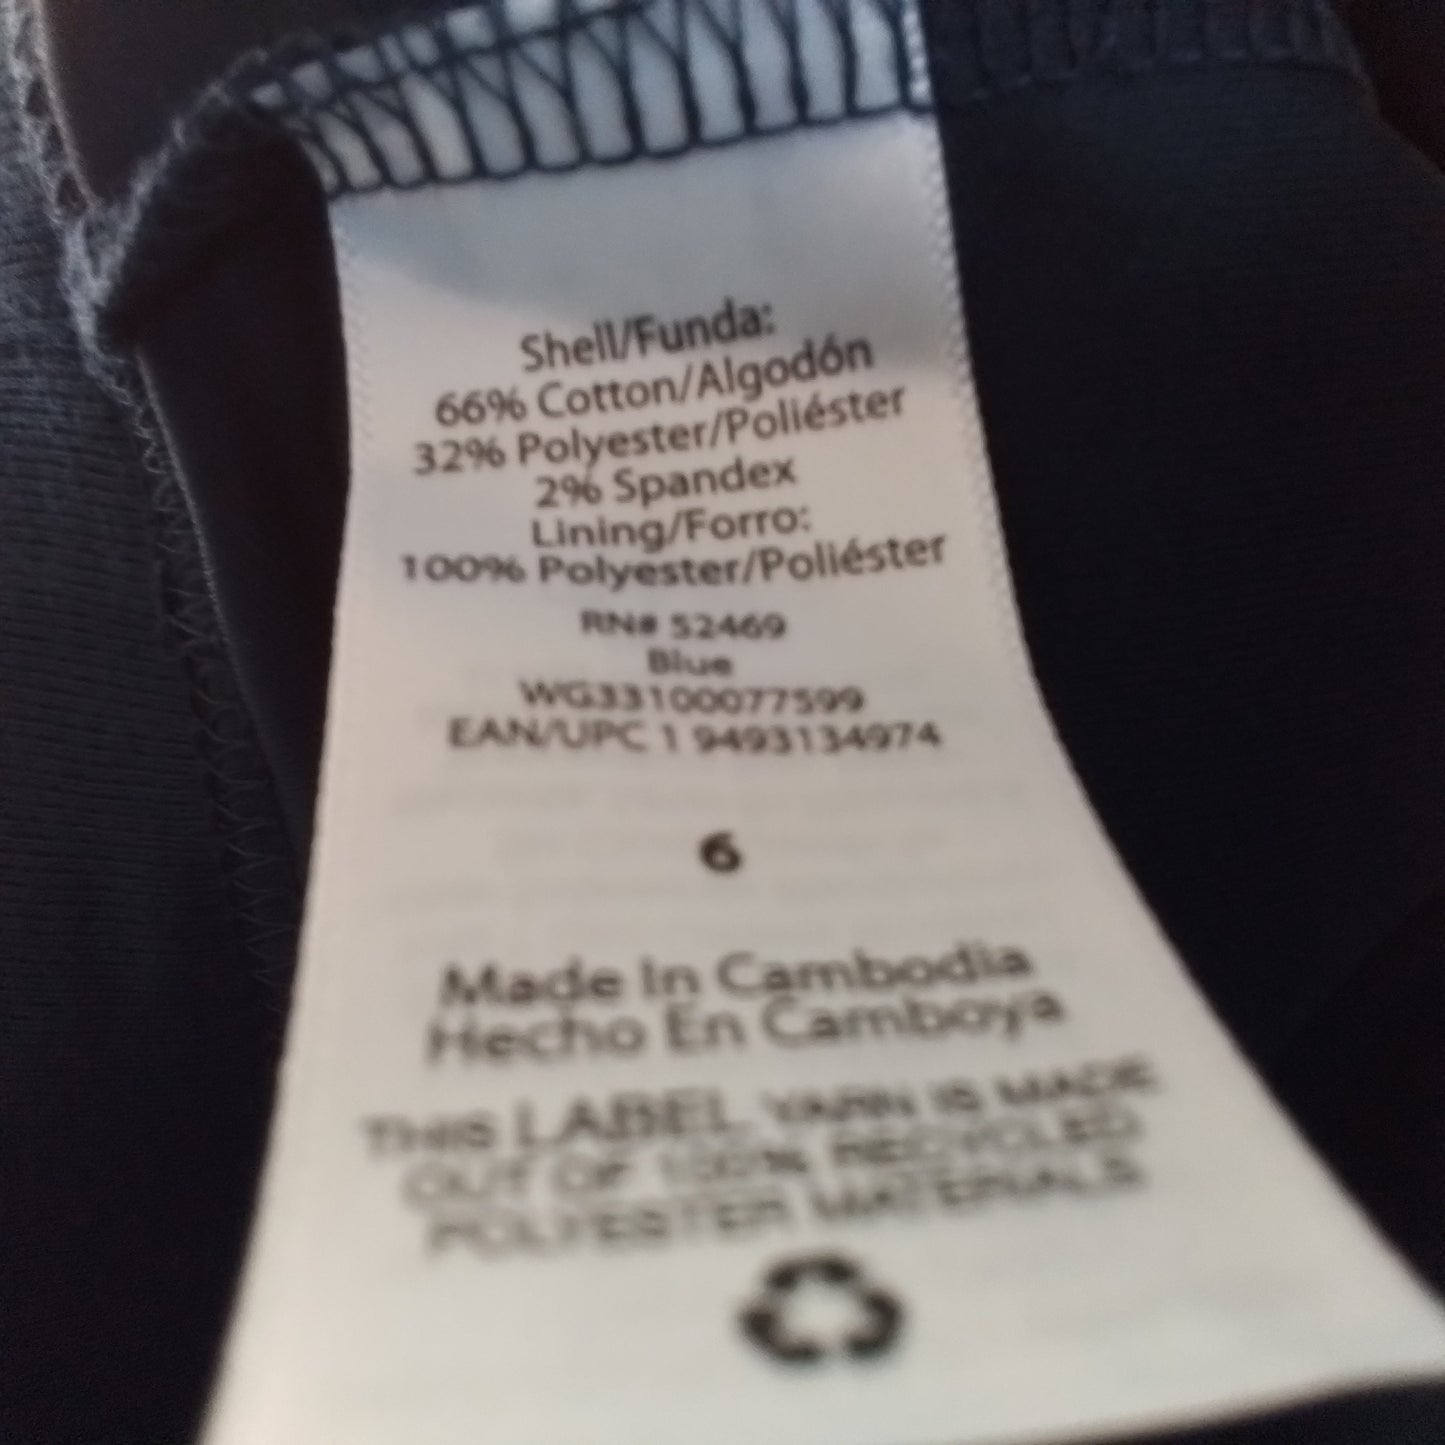 Shell/Funda:
66% Cotton/Algodón
32% Polyester/Poliéster
2% Spandex
Lining/Forro:
100% Polyester/Poliéster
RN# 52469
Blue
WG33100077599
EAN/UPC 1 9493134974
6
Made In Cambodia
Hecho En Camboya
THIS LABEL YARN IS MADE
OUT OF 100% RECYCLED
POLYESTER MATERIALS